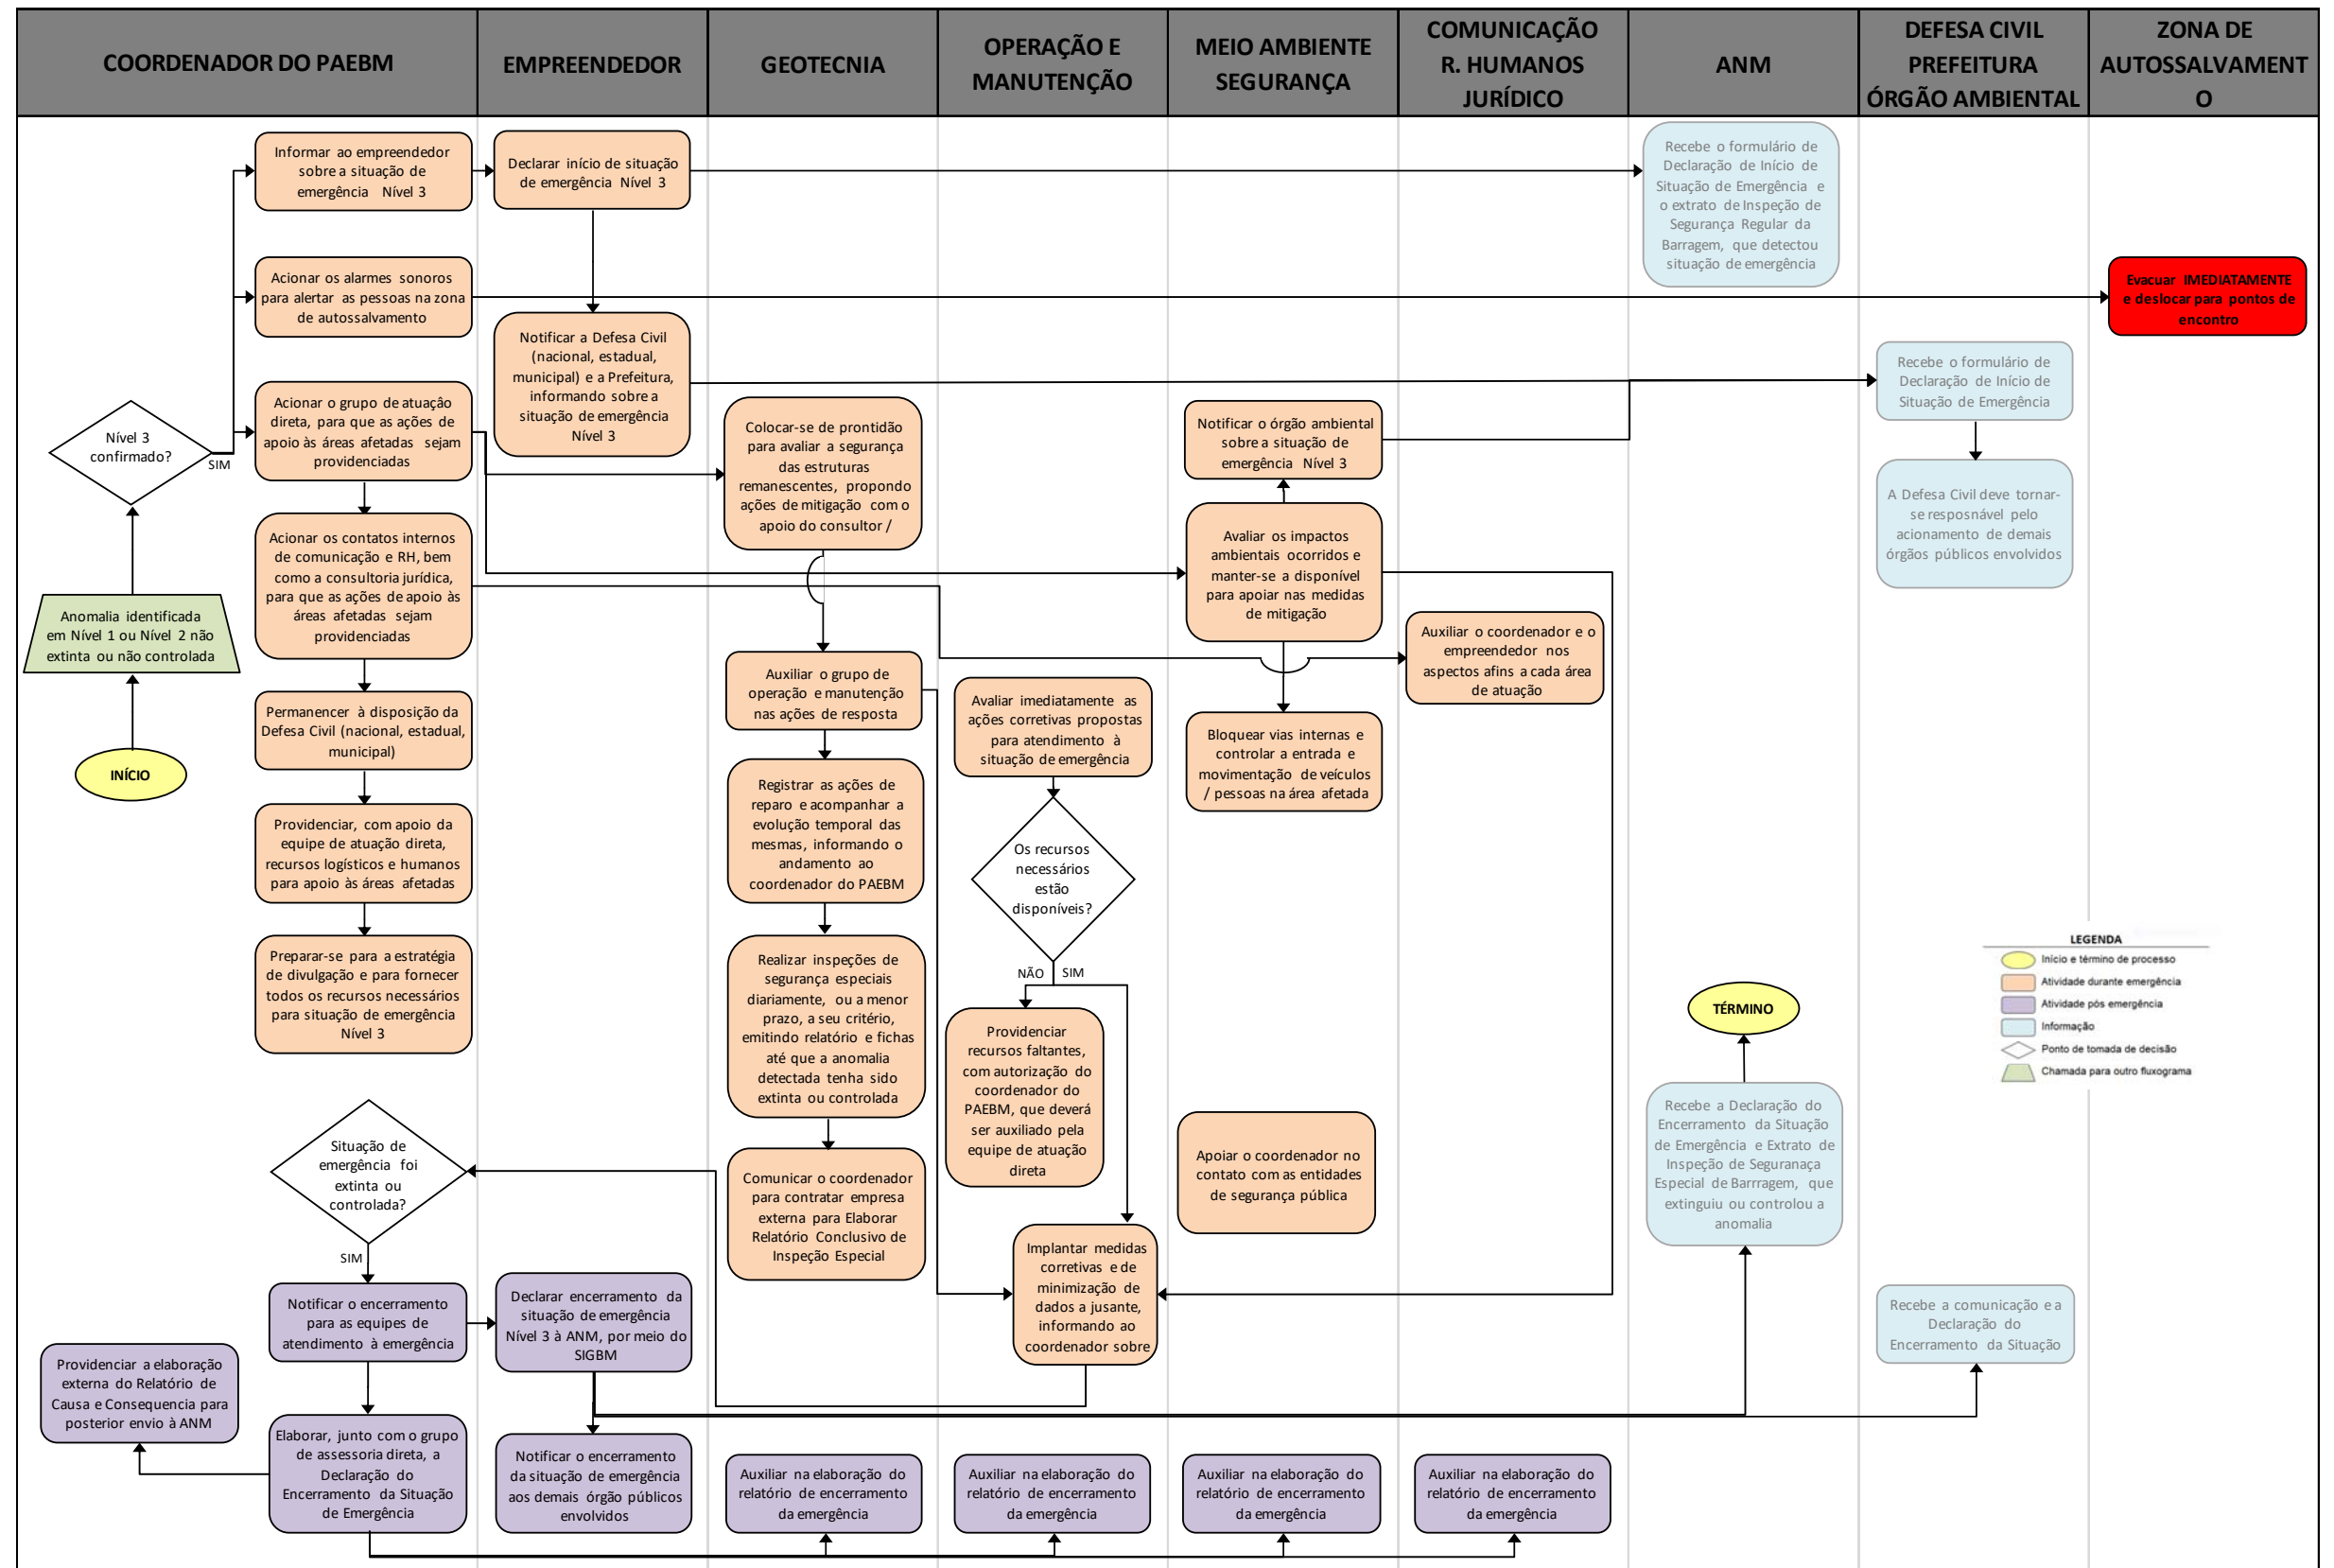 COORDENADOR DO PAEBM
EMPREENDEDOR
GEOTECNIA
OPERAÇÃO E
MANUTENÇÃO
MEIO AMBIENTE
SEGURANÇA
COMUNICAÇÃO
R. HUMANOS
JURÍDICO
ANM
DEFESA CIVIL
PREFEITURA
ÓRGÃO AMBIENTAL
ZONA DE
AUTOSSALVAMENT
O
Informar ao empreendedor
sobre a situação de
emergência Nível 3
Acionar os alarmes sonoros
para alertar as pessoas na zona
de autossalvamento
Acionar o grupo de atuação
direta, para que as ações de
apoio às áreas afetadas sejam
providenciadas
Nível 3
confirmado?
SIM
Acionar os contatos internos
de comunicação e RH, bem
como a consultoria jurídica,
para que as ações de apoio às
áreas afetadas sejam
providenciadas
Anomalia identificada
em Nível 1 ou Nível 2 não
extinta ou não controlada
INÍCIO
Permanencer à disposição da
Defesa Civil (nacional, estadual,
municipal)
Providenciar, com apoio da
equipe de atuação direta,
recursos logísticos e humanos
para apoio às áreas afetadas
Preparar-se para a estratégia
de divulgação e para fornecer
todos os recursos necessários
para situação de emergência
Nível 3
Situação de
emergência foi
extinta ou
controlada?
SIM
Notificar o encerramento
para as equipes de
atendimento à emergência
Providenciar a elaboração
externa do Relatório de
Causa e Consequencia para
posterior envio à ANM
Elaborar, junto com o grupo
de assessoria direta, a
Declaração do
Encerramento da Situação
de Emergência
Declarar início de situação
de emergência Nível 3
Notificar a Defesa Civil
(nacional, estadual,
municipal) e a Prefeitura,
informando sobre a
situação de emergência
Nível 3
Declarar encerramento da
situação de emergência
Nível 3 à ANM, por meio do
SIGBM
Notificar o encerramento
da situação de emergência
aos demais órgão públicos
envolvidos
Colocar-se de prontidão
para avaliar a segurança
das estruturas
remanescentes, propondo
ações de mitigação com o
apoio do consultor /
Auxiliar o grupo de
operação e manutenção
nas ações de resposta
Registrar as ações de
reparo e acompanhar a
evolução temporal das
mesmas, informando o
andamento ao
coordenador do PAEBM
Realizar inspeções de
segurança especiais
diariamente, ou a menor
prazo, a seu critério,
emitindo relatório e fichas
até que a anomalia
detectada tenha sido
extinta ou controlada
Comunicar o coordenador
para contratar empresa
externa para Elaborar
Relatório Conclusivo de
Inspeção Especial
Auxiliar na elaboração do
relatório de encerramento
da emergência
Avaliar imediatamente as
ações corretivas propostas
para atendimento à
situação de emergência
Os recursos
necessários
estão
disponíveis?
NÃO SIM
Providenciar
recursos faltantes,
com autorização do
coordenador do
PAEBM, que deverá
ser auxiliado pela
equipe de atuação
direta
Implantar medidas
corretivas e de
minimização de
dados a jusante,
informando ao
coordenador sobre
Auxiliar na elaboração do
relatório de encerramento
da emergência
Notificar o órgão ambiental
sobre a situação de
emergência Nível 3
Avaliar os impactos
ambientais ocorridos e
manter-se a disponível
para apoiar nas medidas
de mitigação
Bloquear vias internas e
controlar a entrada e
movimentação de veículos
/ pessoas na área afetada
Apoiar o coordenador no
contato com as entidades
de segurança pública
Auxiliar na elaboração do
relatório de encerramento
da emergência
Auxiliar o coordenador e o
empreendedor nos
aspectos afins a cada área
de atuação
Auxiliar na elaboração do
relatório de encerramento
da emergência
Recebe o formulário de
Declaração de Início de
Situação de Emergência e
o extrato de Inspeção de
Segurança Regular da
Barragem, que detectou
situação de emergência
TÉRMINO
Recebe a Declaração do
Encerramento da Situação
de Emergência e Extrato de
Inspeção de Seguranaça
Especial de Barrragem, que
extinguiu ou controlou a
anomalia
Recebe o formulário de
Declaração de Início de
Situação de Emergência
A Defesa Civil deve tornar-
se resposnável pelo
acionamento de demais
órgãos públicos envolvidos
Recebe a comunicação e a
Declaração do
Encerramento da Situação
Evacuar IMEDIATAMENTE
e deslocar para pontos de
encontro
LEGENDA
Início e término de processo
Atividade durante emergência
Atividade pós emergência
Informação
Ponto de tomada de decisão
Chamada para outro fluxograma